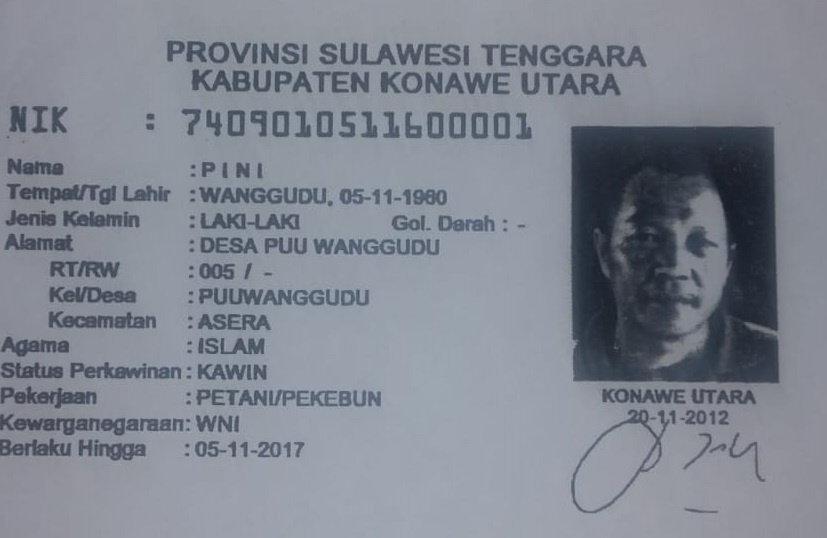 PROVINSI SULAWESI TENGGARA
KABUPATEN KONAWE UTARA
NIK : 7409010511600001
Nama : P I N I
Tempat/Tgl Lahir : WANGGUDU, 05-11-1960
Jenis Kelamin : LAKI-LAKI Gol. Darah : -
Alamat : DESA PUU WANGGUDU
RT/RW : 005 / -
Kel/Desa : PUUWANGGUDU
Kecamatan : ASERA
Agama : ISLAM
Status Perkawinan : KAWIN
Pekerjaan : PETANI/PEKEBUN
Kewarganegaraan: WNI
Berlaku Hingga : 05-11-2017
KONAWE UTARA
20-11-2012